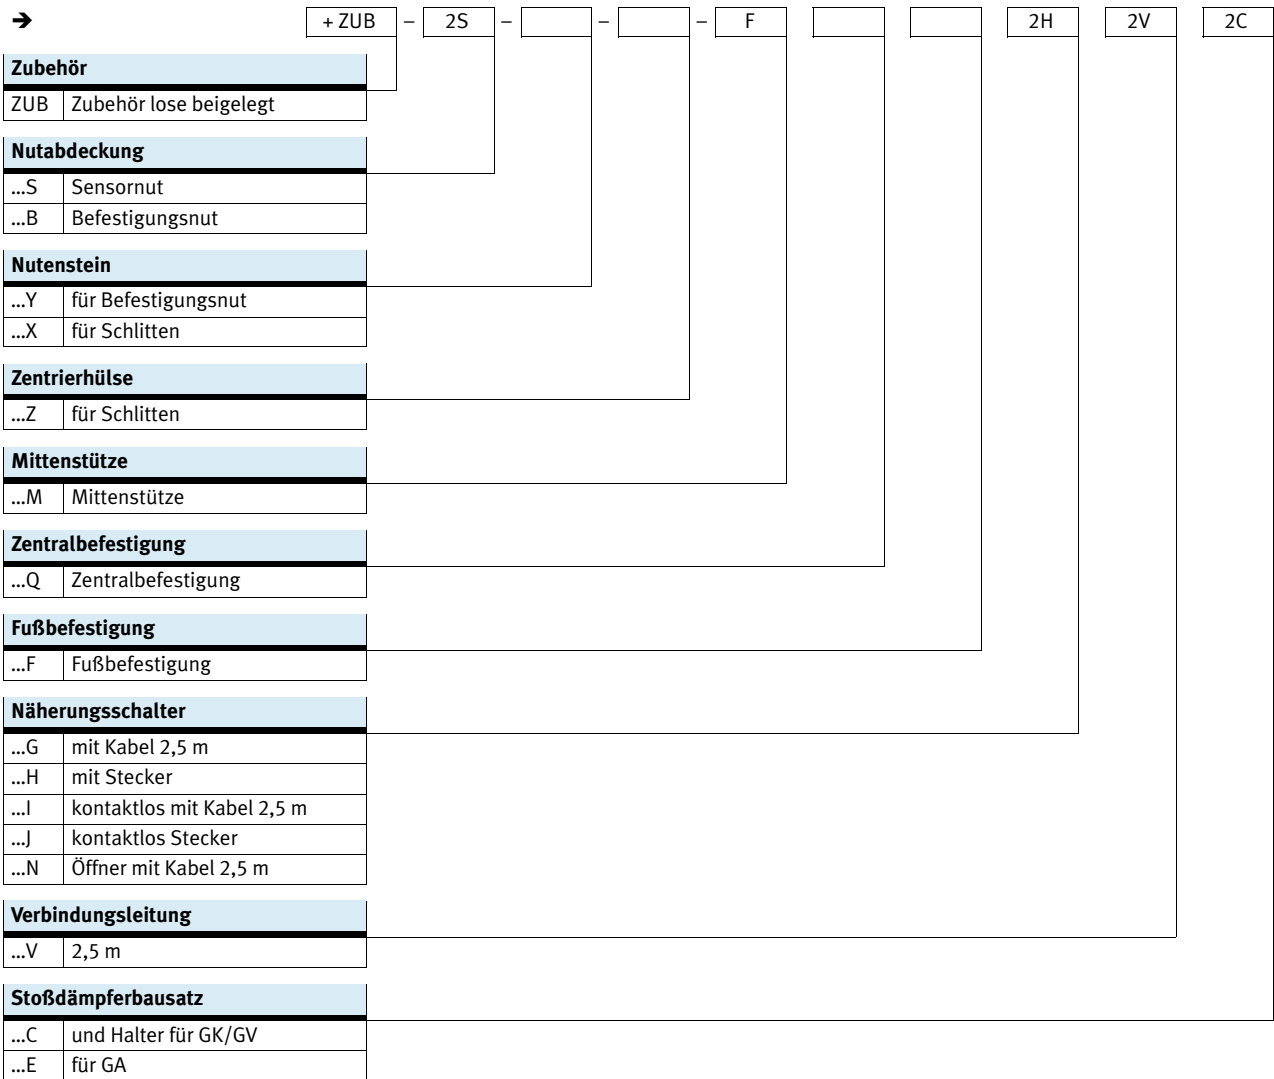 ➔ + ZUB – 2S – – – F 2H 2V 2C
Zubehör
ZUB Zubehör lose beigelegt
Nutabdeckung
...S Sensornut
...B Befestigungsnut
Nutenstein
...Y für Befestigungsnut
...X für Schlitten
Zentrierhülse
...Z für Schlitten
Mittenstütze
...M Mittenstütze
Zentralbefestigung
...Q Zentralbefestigung
Fußbefestigung
...F Fußbefestigung
Näherungsschalter
...G mit Kabel 2,5 m
...H mit Stecker
...I kontaktlos mit Kabel 2,5 m
...J kontaktlos Stecker
...N Öffner mit Kabel 2,5 m
Verbindungsleitung
...V 2,5 m
Stoßdämpferbausatz
...C und Halter für GK/GV
...E für GA